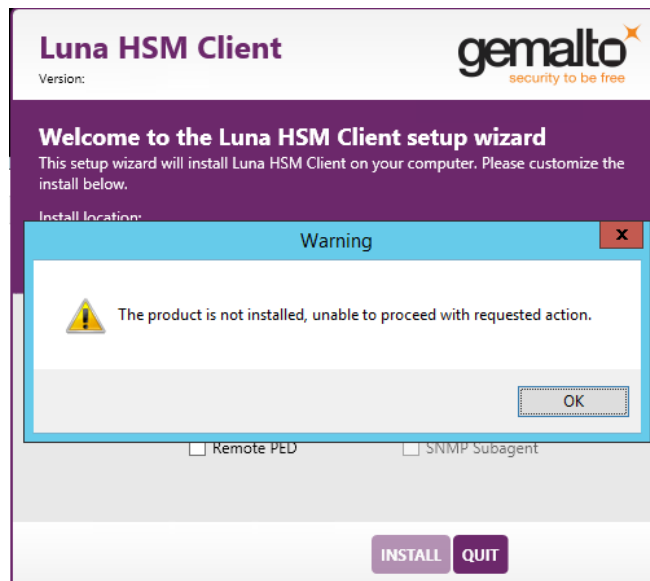 Luna HSM Client
Version:
gemalto
security to be free
Welcome to the Luna HSM Client setup wizard
This setup wizard will install Luna HSM Client on your computer. Please customize the
install below.
Install location:
Warning
x
The product is not installed, unable to proceed with requested action.
OK
Remote PED
SNMP Subagent
INSTALL
QUIT